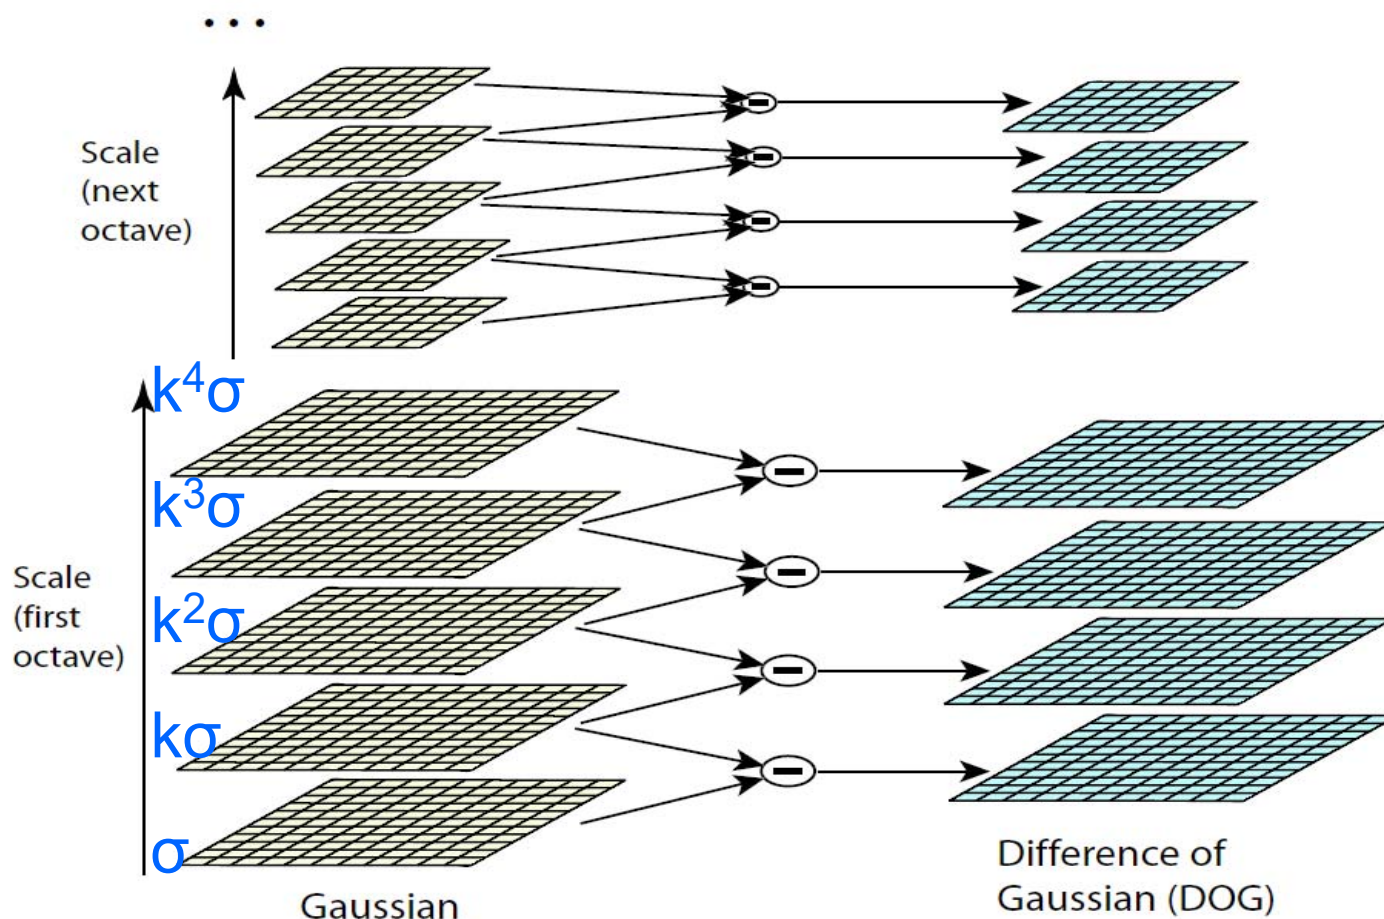 ...
Scale
(next
octave)
k⁴σ
k³σ
Scale
(first
octave)
k²σ
kσ
σ
Gaussian
Difference of
Gaussian (DOG)